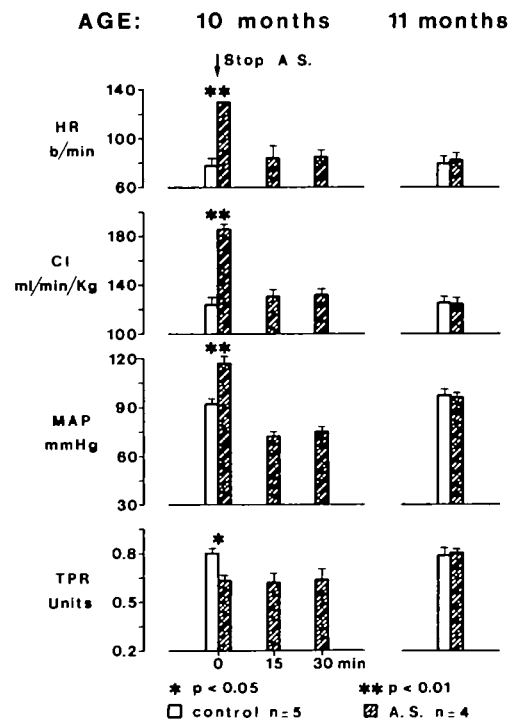 AGE: 10 months 11 months
Stop A S.
HR
b/min
140
100
60
**
CI
ml/min/Kg
180
140
100
**
MAP
mmHg
120
90
60
30
**
TPR
Units
0.8
0.5
0.2
*
0 15 30 min
* p < 0.05 ** p < 0.01
control n=5 A.S. n=4